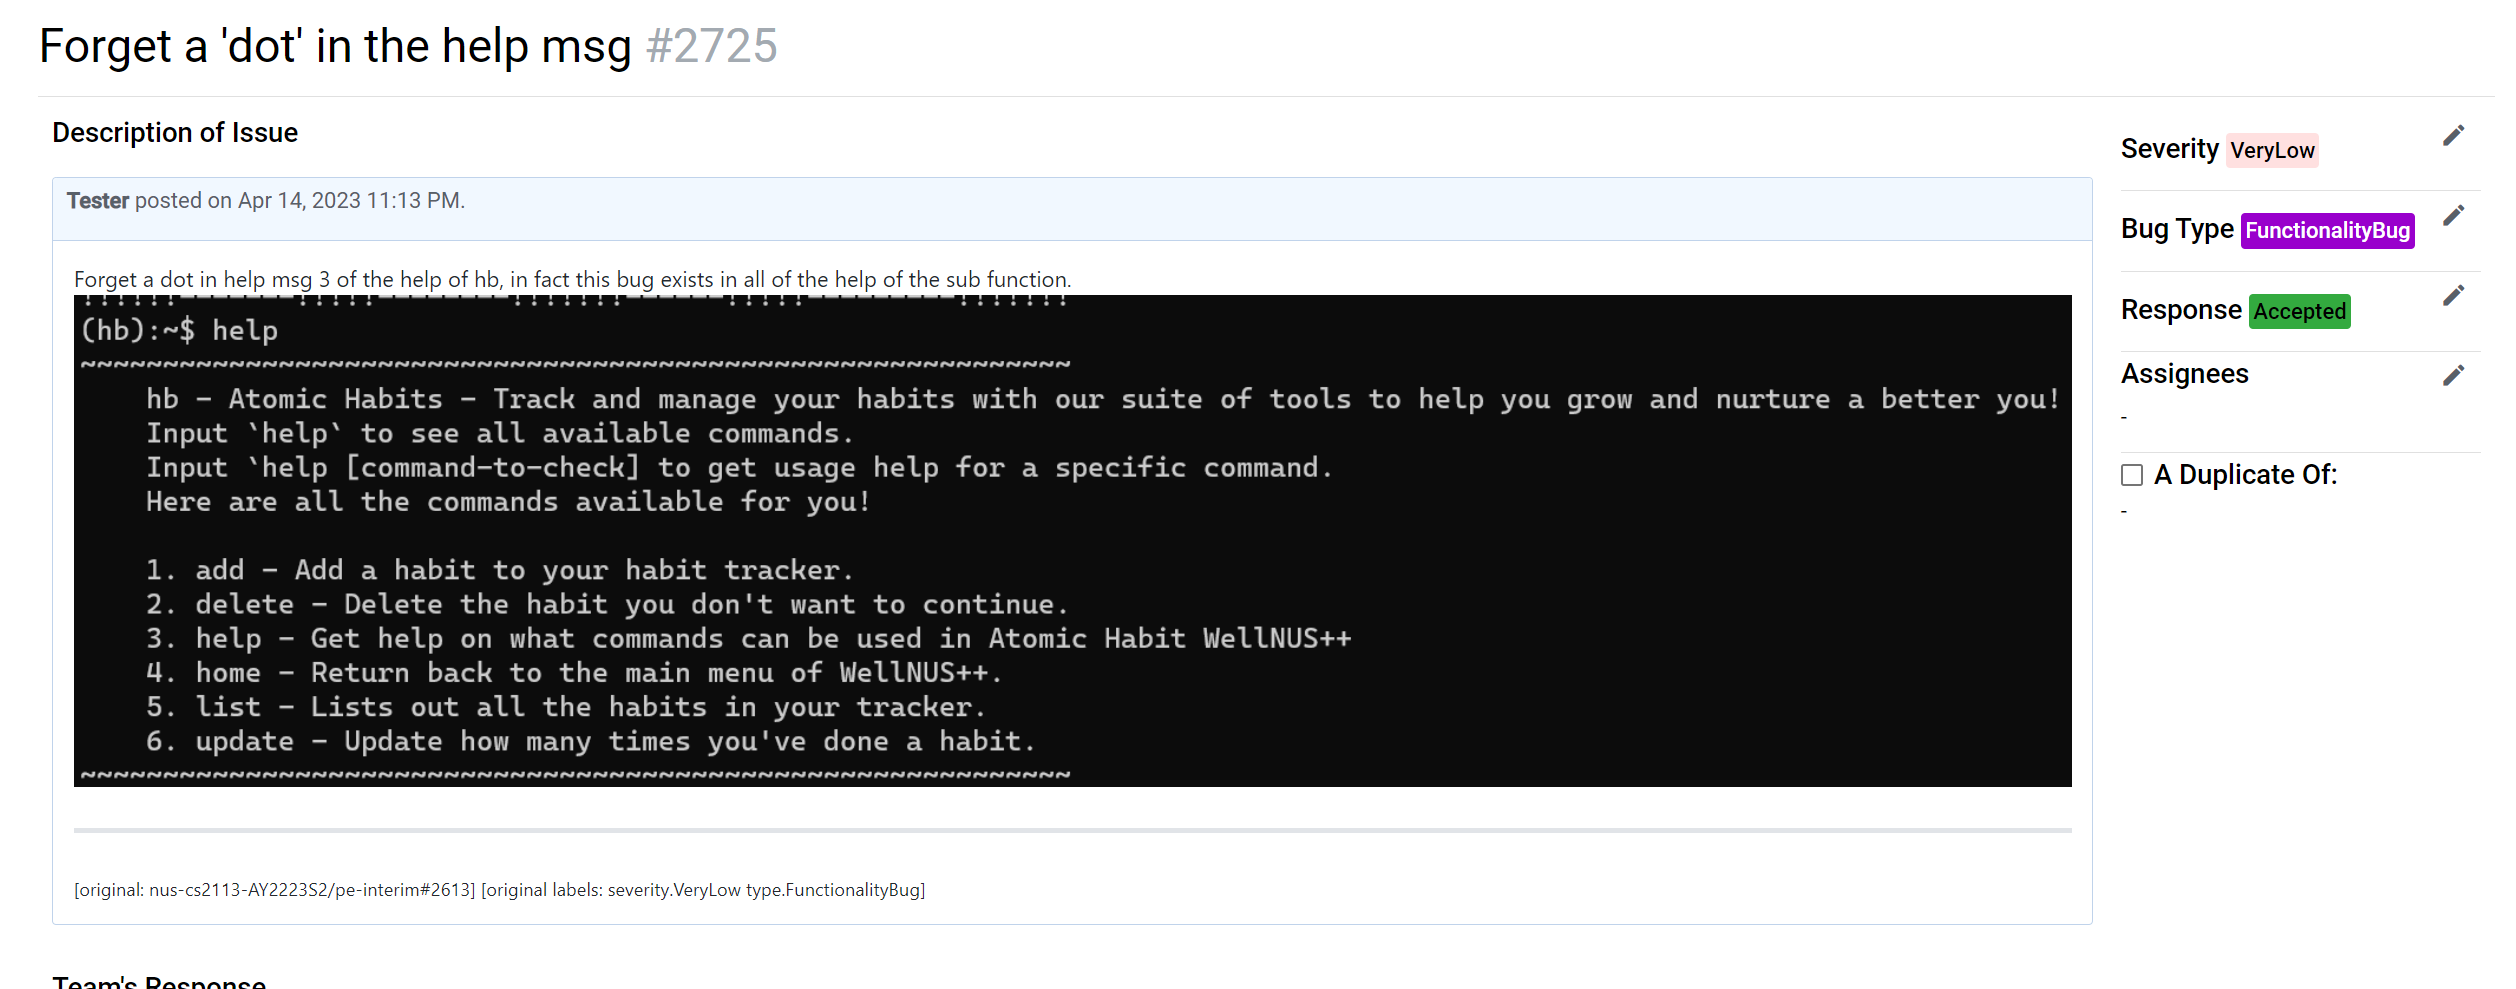 Forget a 'dot' in the help msg #2725
Description of Issue
Severity VeryLow
Tester posted on Apr 14, 2023 11:13 PM.
Bug Type FunctionalityBug
Forget a dot in help msg 3 of the help of hb, in fact this bug exists in all of the help of the sub function.
Response Accepted
(hb):~$ help
~~~~~~~~~~~~~~~~~~~~~~~~~~~~~~~~~~~~~~~~~~~~~~~~~~~~~~~~~~~~
Assignees
-
hb - Atomic Habits - Track and manage your habits with our suite of tools to help you grow and nurture a better you!
Input `help` to see all available commands.
Input `help [command-to-check] to get usage help for a specific command.
Here are all the commands available for you!
A Duplicate Of:
-
1. add - Add a habit to your habit tracker.
2. delete - Delete the habit you don't want to continue.
3. help - Get help on what commands can be used in Atomic Habit WellNUS++
4. home - Return back to the main menu of WellNUS++.
5. list - Lists out all the habits in your tracker.
6. update - Update how many times you've done a habit.
~~~~~~~~~~~~~~~~~~~~~~~~~~~~~~~~~~~~~~~~~~~~~~~~~~~~~~~~~~~~
[original: nus-cs2113-AY2223S2/pe-interim#2613] [original labels: severity.VeryLow type.FunctionalityBug]
Team's Response